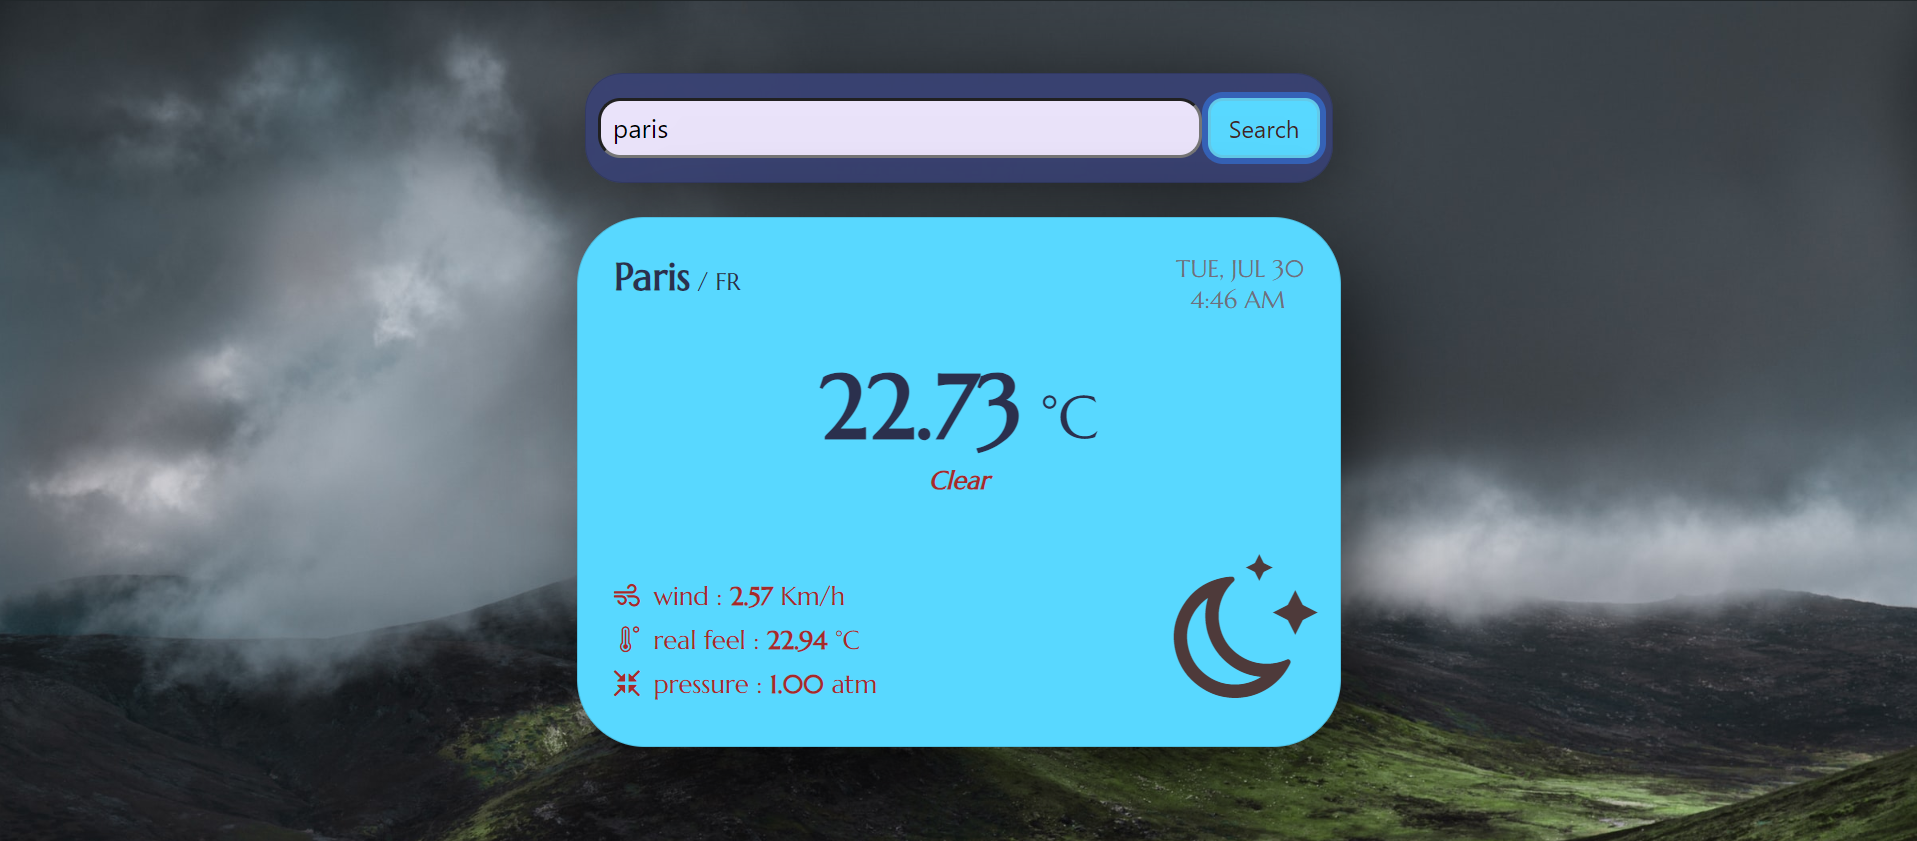 paris
Search
Paris / FR
TUE, JUL 30
4:46 AM
22.73 °C
Clear
wind : 2.57 Km/h
real feel : 22.94 °C
pressure : 1.00 atm